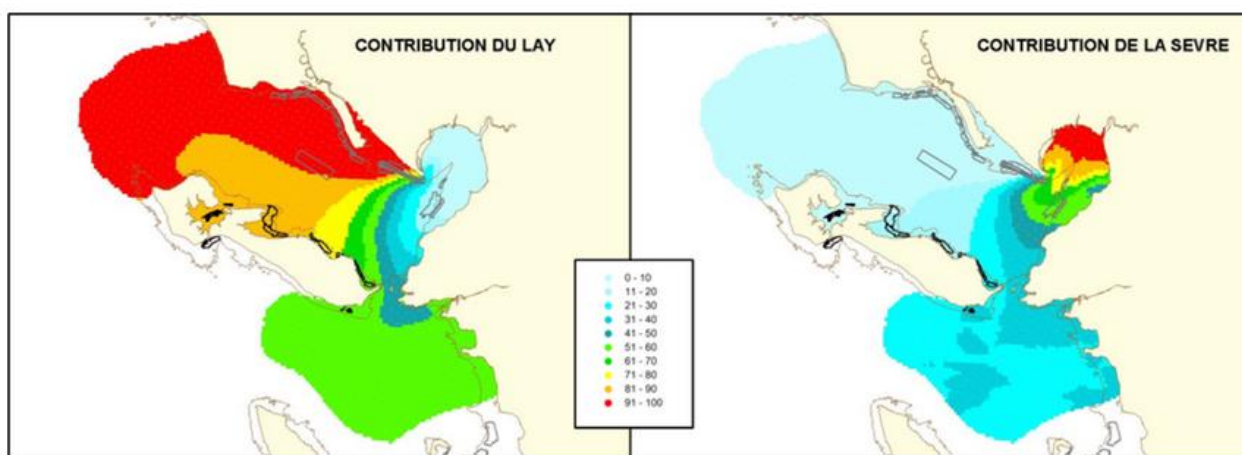 CONTRIBUTION DU LAY
CONTRIBUTION DE LA SEVRE
0 - 10
11 - 20
21 - 30
31 - 40
41 - 50
51 - 60
61 - 70
71 - 80
81 - 90
91 - 100